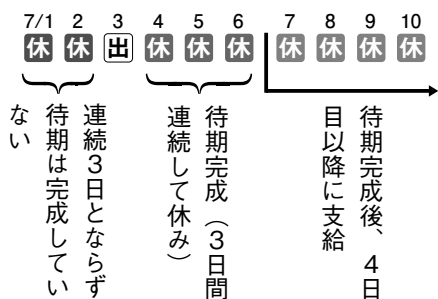 7/1 2 3 4 5 6 7 8 9 10
休 休 出 休 休 休 休 休 休 休
連続3日とならず
待期は完成してい
ない
待期完成（3日間
連続して休み）
待期完成後、4日
目以降に支給